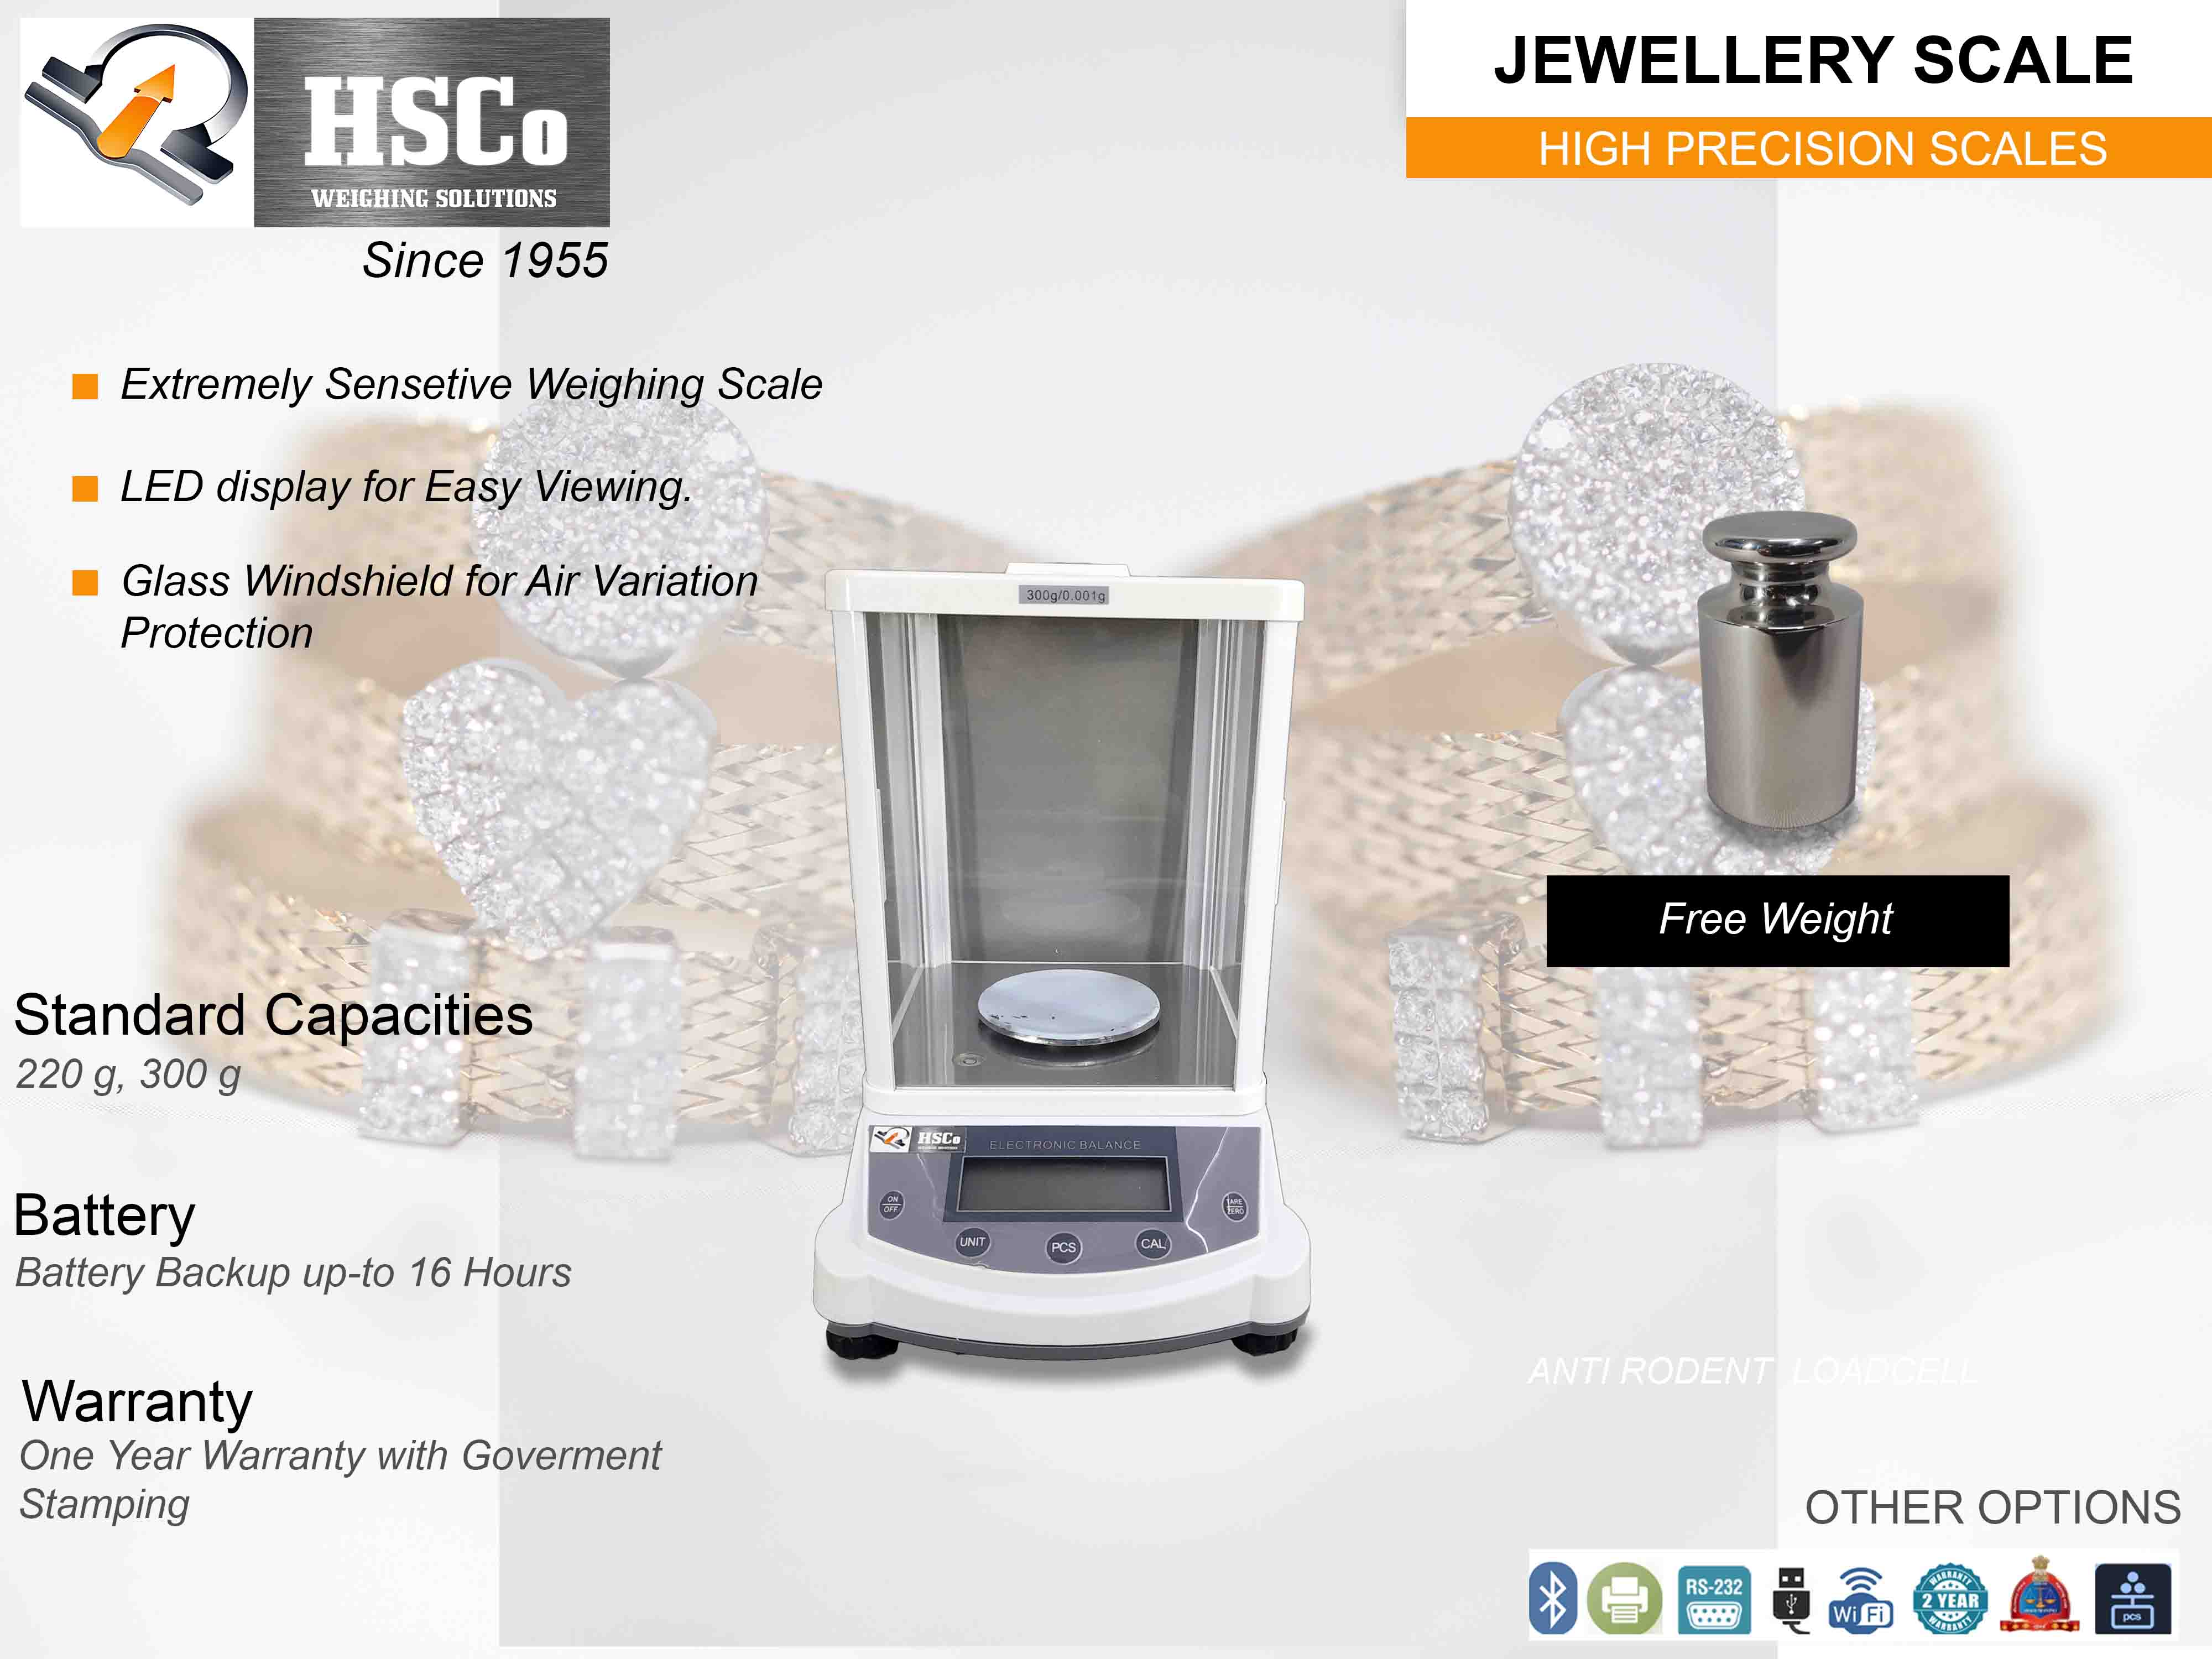 HSCo
WEIGHING SOLUTIONS
Since 1955
JEWELLERY SCALE
HIGH PRECISION SCALES
Extremely Sensetive Weighing Scale
LED display for Easy Viewing.
Glass Windshield for Air Variation
Protection
300g/0.001g
Free Weight
Standard Capacities
220 g, 300 g
HSCo
ELECTRONIC BALANCE
ON
OFF
TARE
ZERO
UNIT
PCS
CAL
Battery
Battery Backup up-to 16 Hours
Warranty
One Year Warranty with Goverment
Stamping
ANTI RODENT LOADCELL
OTHER OPTIONS
RS-232
WiFi
WARRANTY
2 YEAR
WARRANTY
pcs